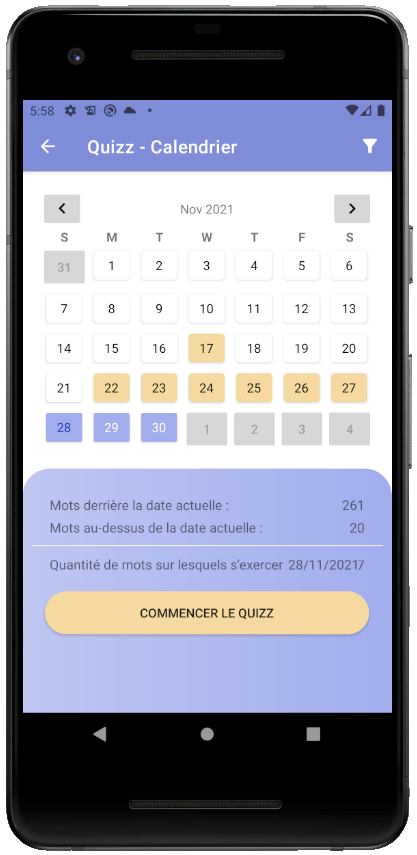 5:58
Quizz - Calendrier
Nov 2021
S M T W T F S
31 1 2 3 4 5 6
7 8 9 10 11 12 13
14 15 16 17 18 19 20
21 22 23 24 25 26 27
28 29 30 1 2 3 4
Mots derrière la date actuelle : 261
Mots au-dessus de la date actuelle : 20
Quantité de mots sur lesquels s'exercer 28/11/20217
COMMENCER LE QUIZZ